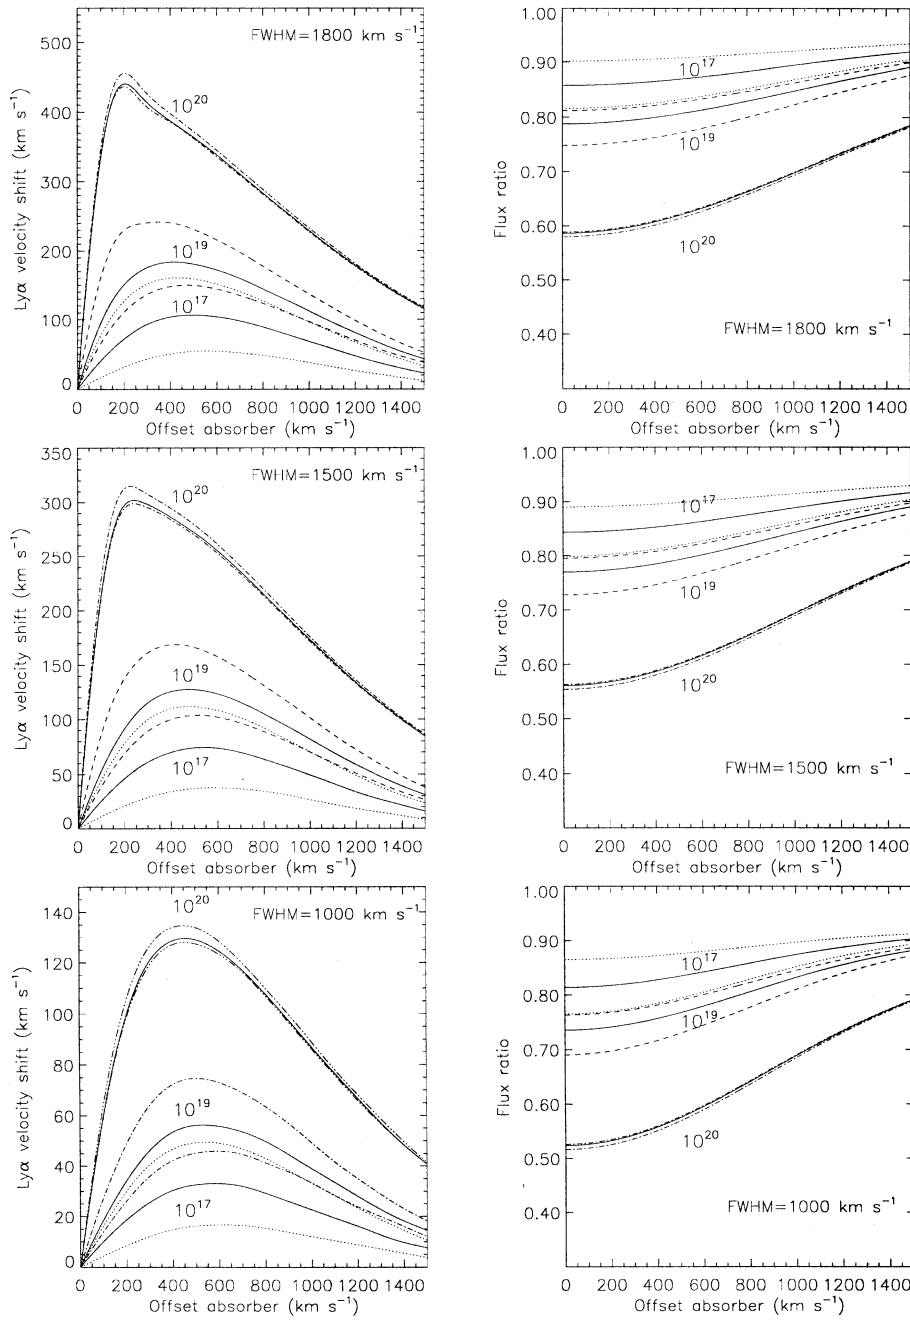 FWHM=1800 km s⁻¹
10²⁰
10¹⁹
10¹⁷
Lyα velocity shift (km s⁻¹)
500
400
300
200
100
0
0 200 400 600 800 1000 1200 1400
Offset absorber (km s⁻¹)
1.00
0.90
0.80
0.70
0.60
0.50
0.40
Flux ratio
10¹⁷
10¹⁹
10²⁰
FWHM=1800 km s⁻¹
0 200 400 600 800 1000 1200 1400
Offset absorber (km s⁻¹)
FWHM=1500 km s⁻¹
10²⁰
10¹⁹
10¹⁷
Lyα velocity shift (km s⁻¹)
350
300
250
200
150
100
50
0
0 200 400 600 800 1000 1200 1400
Offset absorber (km s⁻¹)
1.00
0.90
0.80
0.70
0.60
0.50
0.40
Flux ratio
10¹⁷
10¹⁹
10²⁰
FWHM=1500 km s⁻¹
0 200 400 600 800 1000 1200 1400
Offset absorber (km s⁻¹)
10²⁰
FWHM=1000 km s⁻¹
10¹⁹
10¹⁷
Lyα velocity shift (km s⁻¹)
140
120
100
80
60
40
20
0
0 200 400 600 800 1000 1200 1400
Offset absorber (km s⁻¹)
1.00
0.90
0.80
0.70
0.60
0.50
0.40
Flux ratio
10¹⁷
10¹⁹
10²⁰
FWHM=1000 km s⁻¹
0 200 400 600 800 1000 1200 1400
Offset absorber (km s⁻¹)